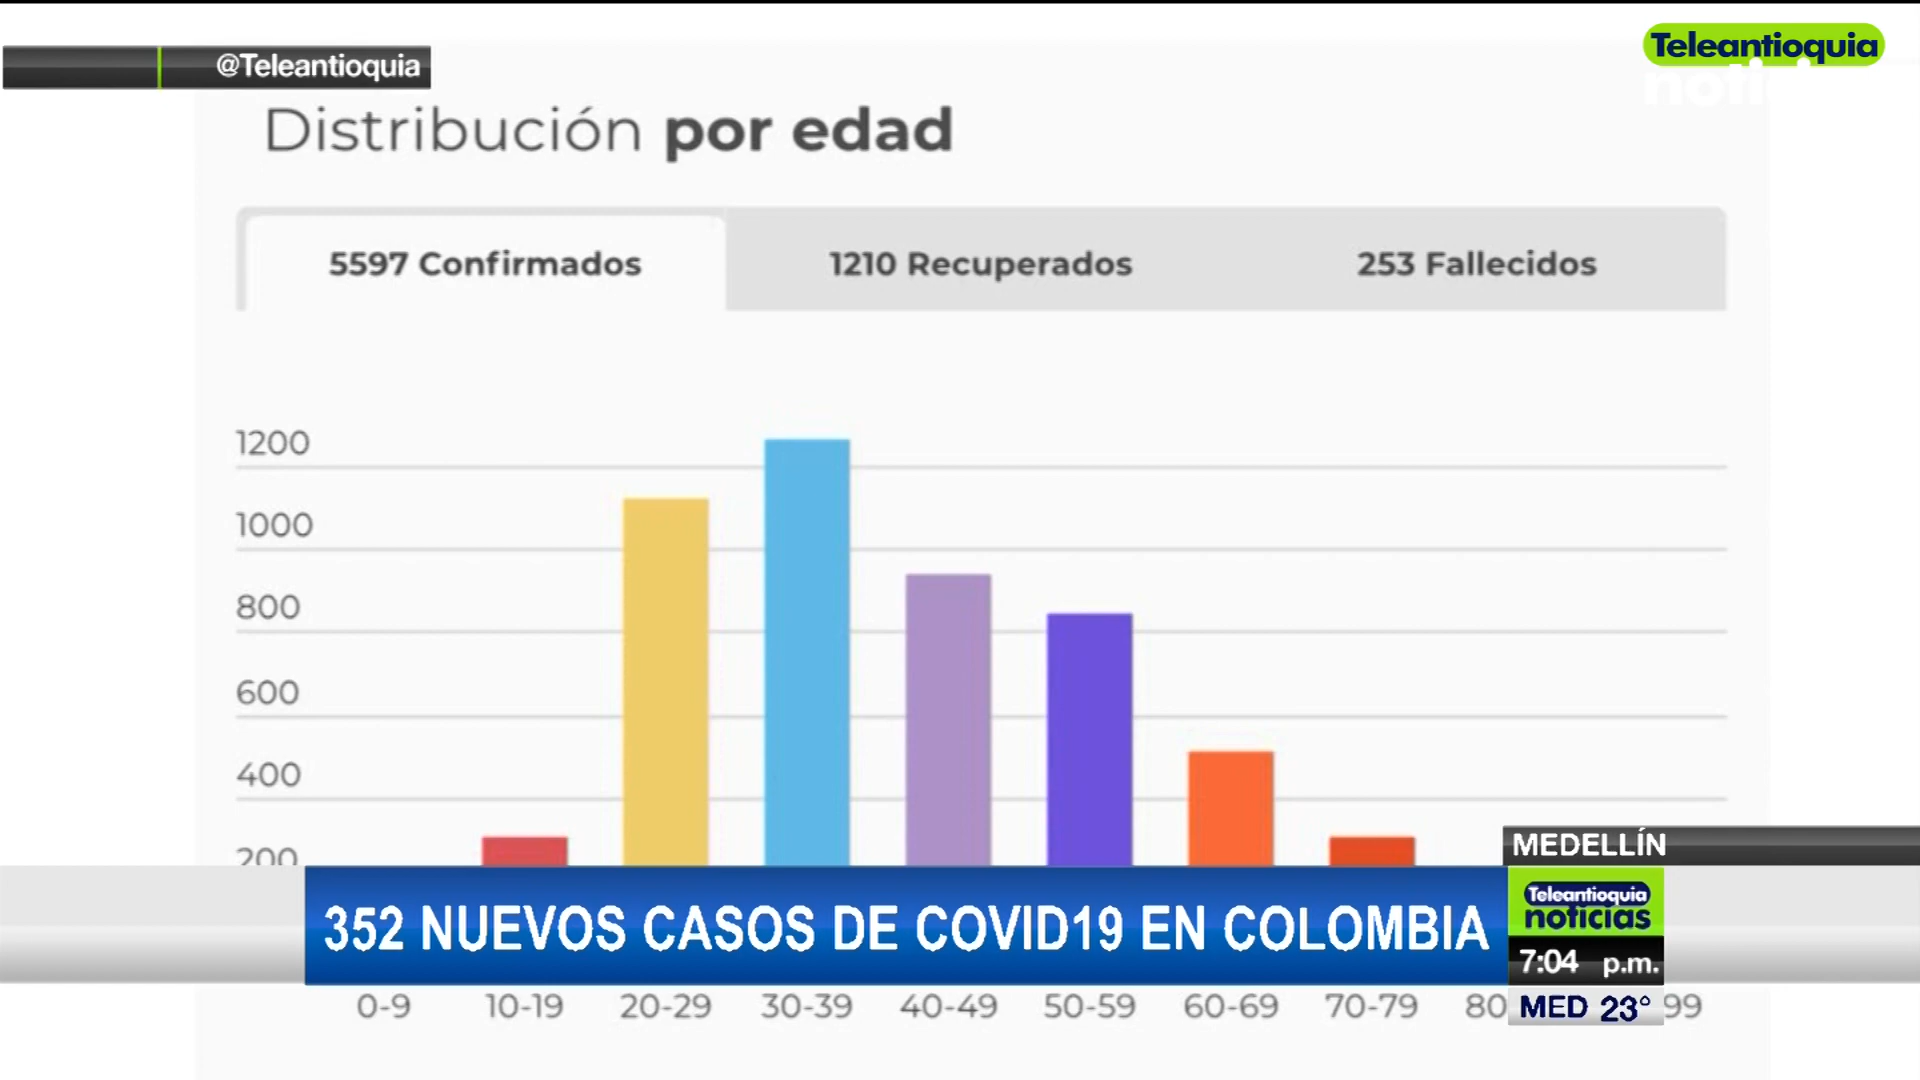 @Teleantioquia
Teleantioquia
noti
Distribución por edad
5597 Confirmados
1210 Recuperados
253 Fallecidos
1200
1000
800
600
400
200
MEDELLÍN
352 NUEVOS CASOS DE COVID19 EN COLOMBIA
Teleantioquia
noticias
7:04 p.m.
MED 23°
0-9
10-19
20-29
30-39
40-49
50-59
60-69
70-79
80
99